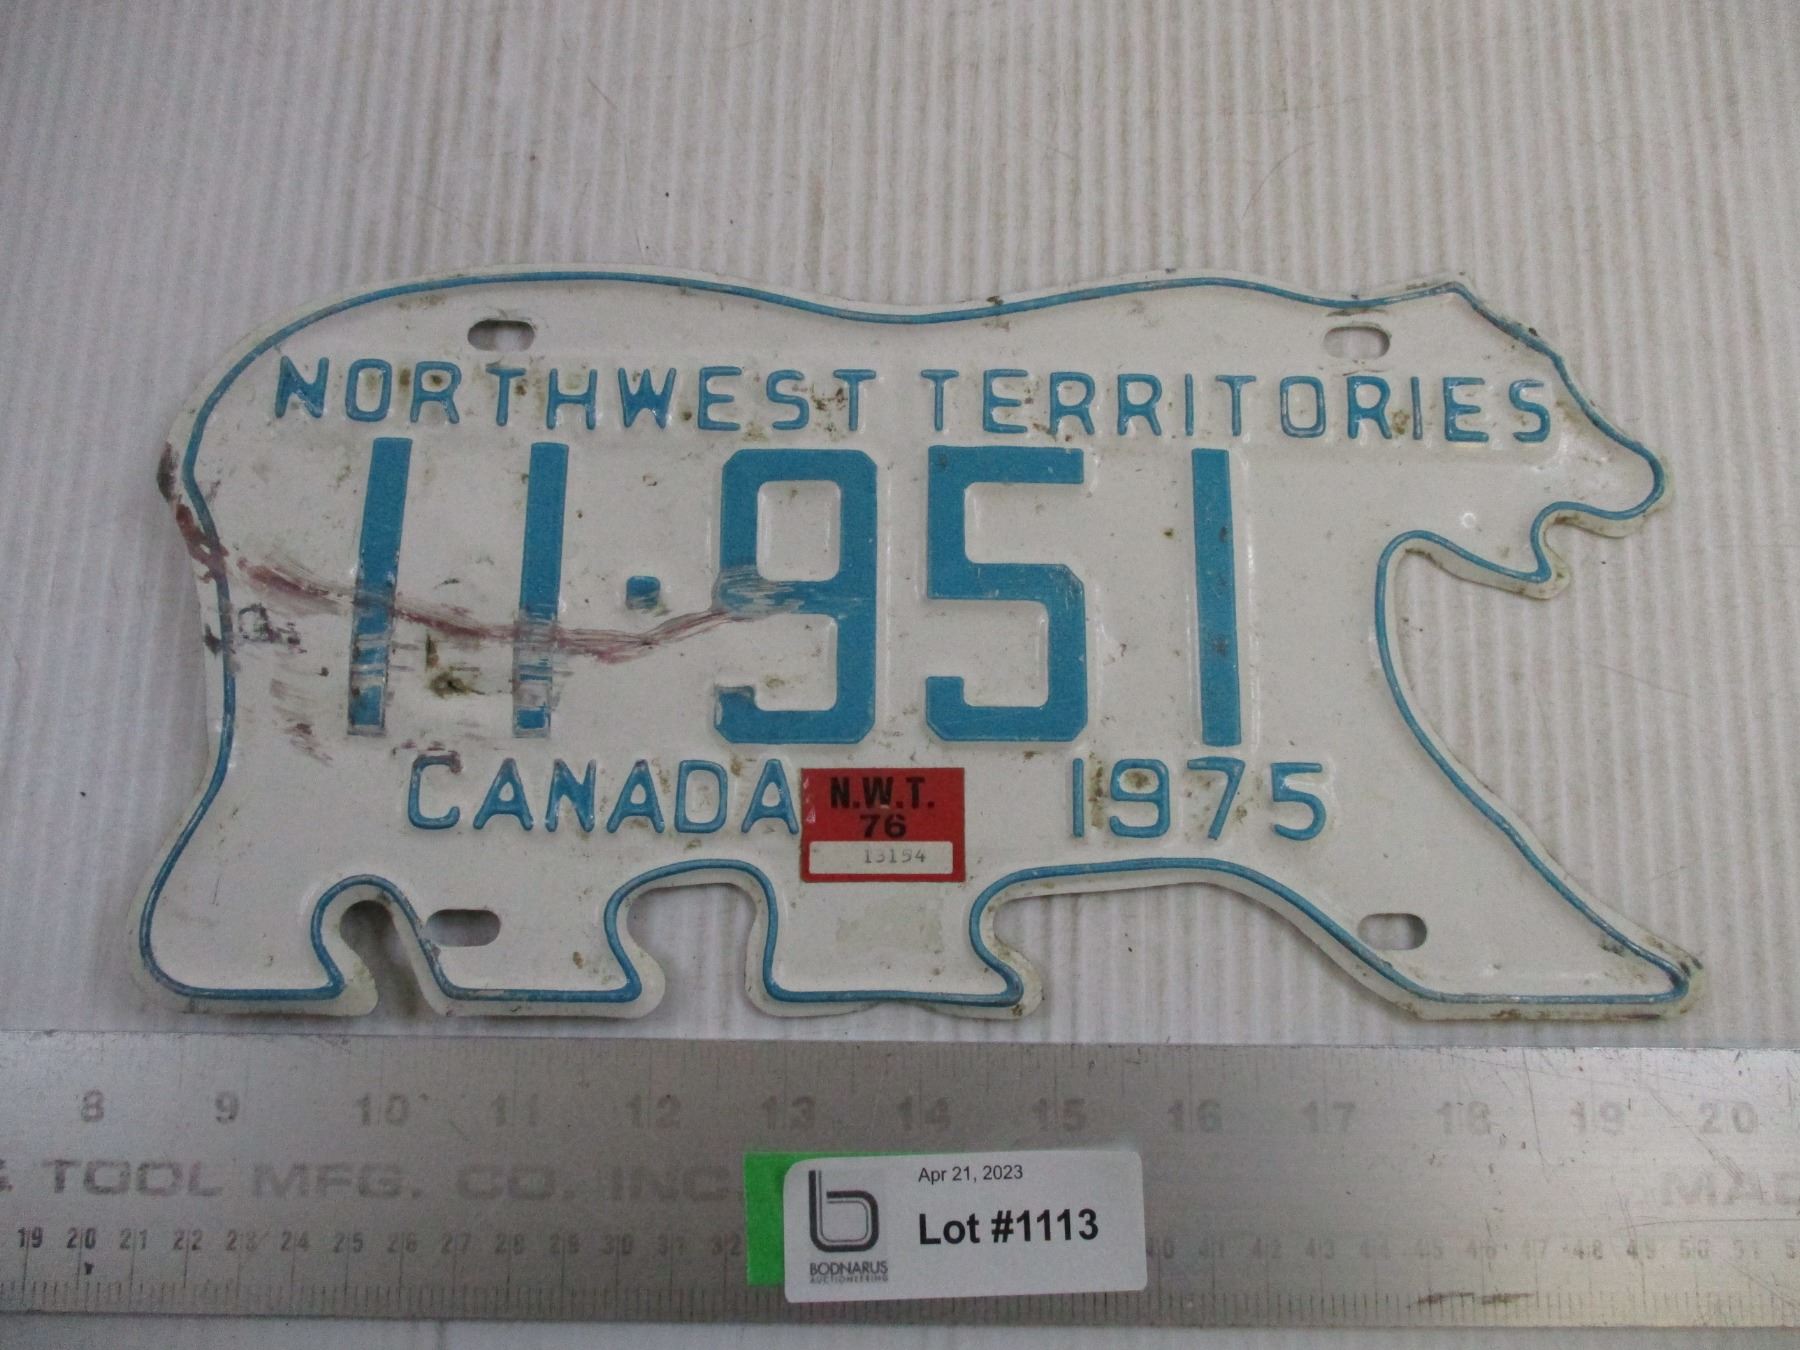 NORTHWEST TERRITORIES
11·951
CANADA 1975
N.W.T.
76
13154
8 9 10 11 12 13 14 15 16 17 18 19 20
TOOL MFG. CO. INC
19 20 21 22 23 24 25 26 27 28 29 30 31 32 40 41 42 43 44 45 46 47 48 49 50 51
Apr 21, 2023
Lot #1113
b
BODNARUS
AUCTIONEERING